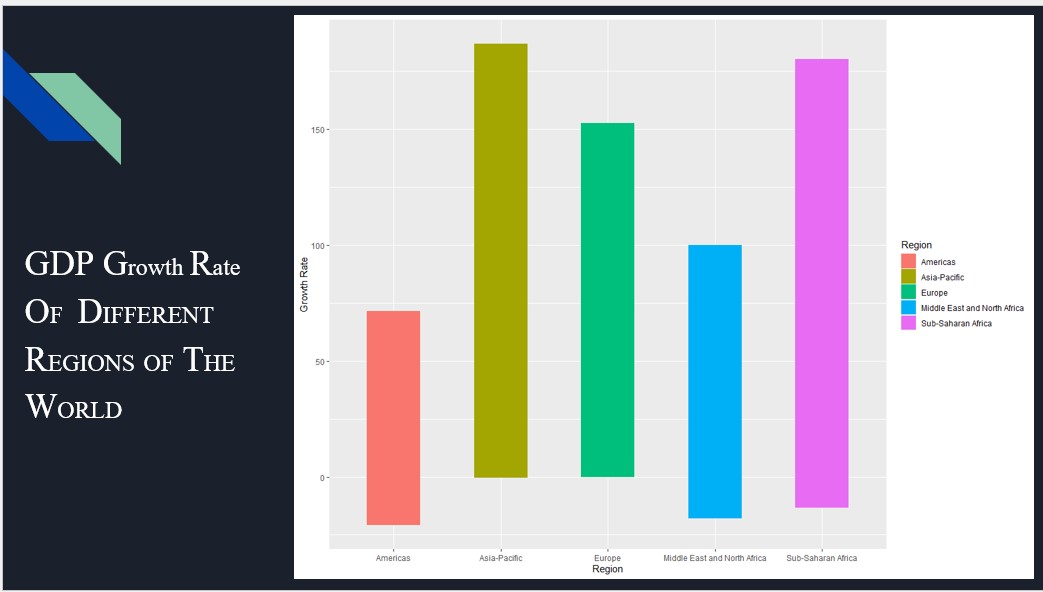 GDP Growth Rate
Of Different
Regions of The
World
Growth Rate
150
100
50
0
Americas
Asia-Pacific
Europe
Middle East and North Africa
Sub-Saharan Africa
Region
Region
Americas
Asia-Pacific
Europe
Middle East and North Africa
Sub-Saharan Africa